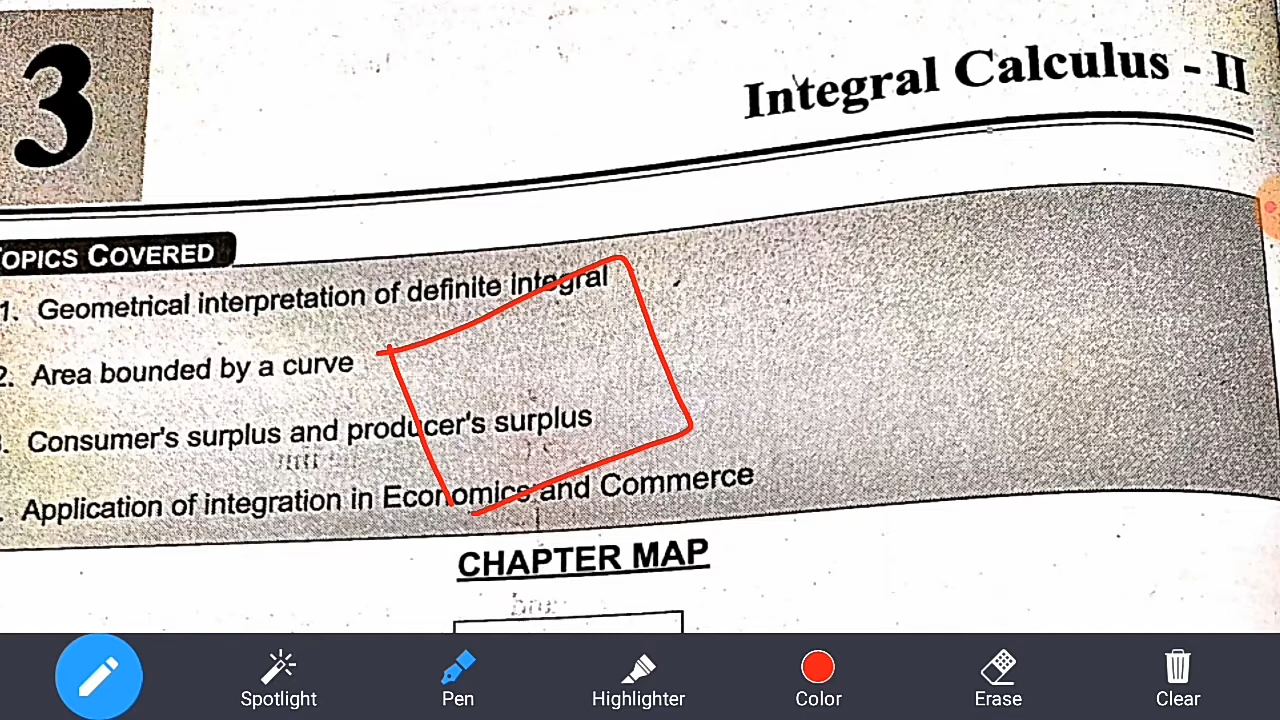 3
Integral Calculus - II
OPICS COVERED
1. Geometrical interpretation of definite integral
2. Area bounded by a curve
. Consumer's surplus and producer's surplus
. Application of integration in Economics and Commerce
CHAPTER MAP
Spotlight Pen Highlighter Color Erase Clear